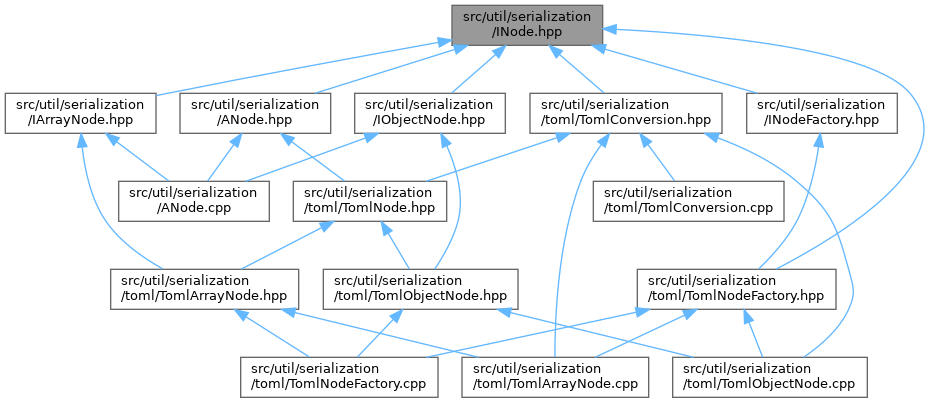 src/util/serialization
/INode.hpp
src/util/serialization
/IArrayNode.hpp
src/util/serialization
/ANode.hpp
src/util/serialization
/IObjectNode.hpp
src/util/serialization
/toml/TomlConversion.hpp
src/util/serialization
/INodeFactory.hpp
src/util/serialization
/ANode.cpp
src/util/serialization
/toml/TomlNode.hpp
src/util/serialization
/toml/TomlConversion.cpp
src/util/serialization
/toml/TomlArrayNode.hpp
src/util/serialization
/toml/TomlObjectNode.hpp
src/util/serialization
/toml/TomlNodeFactory.hpp
src/util/serialization
/toml/TomlNodeFactory.cpp
src/util/serialization
/toml/TomlArrayNode.cpp
src/util/serialization
/toml/TomlObjectNode.cpp